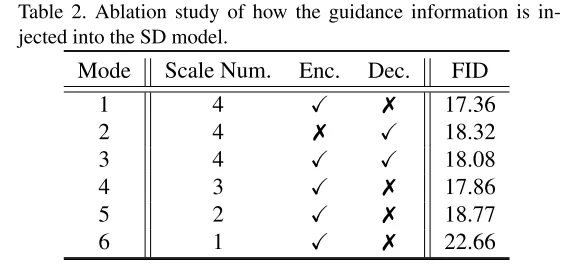 Table 2. Ablation study of how the guidance information is in-
jected into the SD model.
Mode Scale Num. Enc. Dec. FID
1 4 ✓ ✗ 17.36
2 4 ✗ ✓ 18.32
3 4 ✓ ✓ 18.08
4 3 ✓ ✗ 17.86
5 2 ✓ ✗ 18.77
6 1 ✓ ✗ 22.66